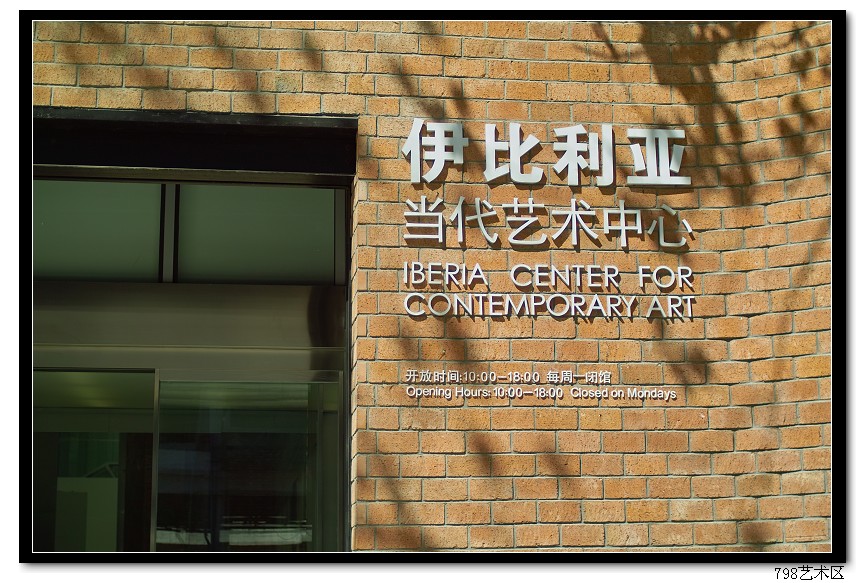 伊比利亚
当代艺术中心
IBERIA CENTER FOR
CONTEMPORARY ART
开放时间:10:00—18:00 每周一闭馆
Opening Hours: 10:00—18:00 Closed on Mondays
798艺术区